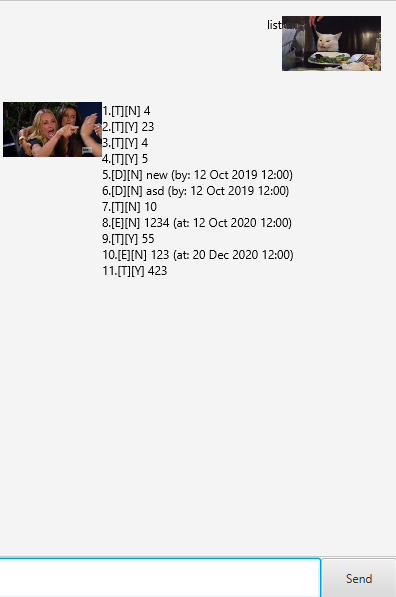 list
1.[T][N] 4
2.[T][Y] 23
3.[T][Y] 4
4.[T][Y] 5
5.[D][N] new (by: 12 Oct 2019 12:00)
6.[D][N] asd (by: 12 Oct 2019 12:00)
7.[T][N] 10
8.[E][N] 1234 (at: 12 Oct 2020 12:00)
9.[T][Y] 55
10.[E][N] 123 (at: 20 Dec 2020 12:00)
11.[T][Y] 423
Send